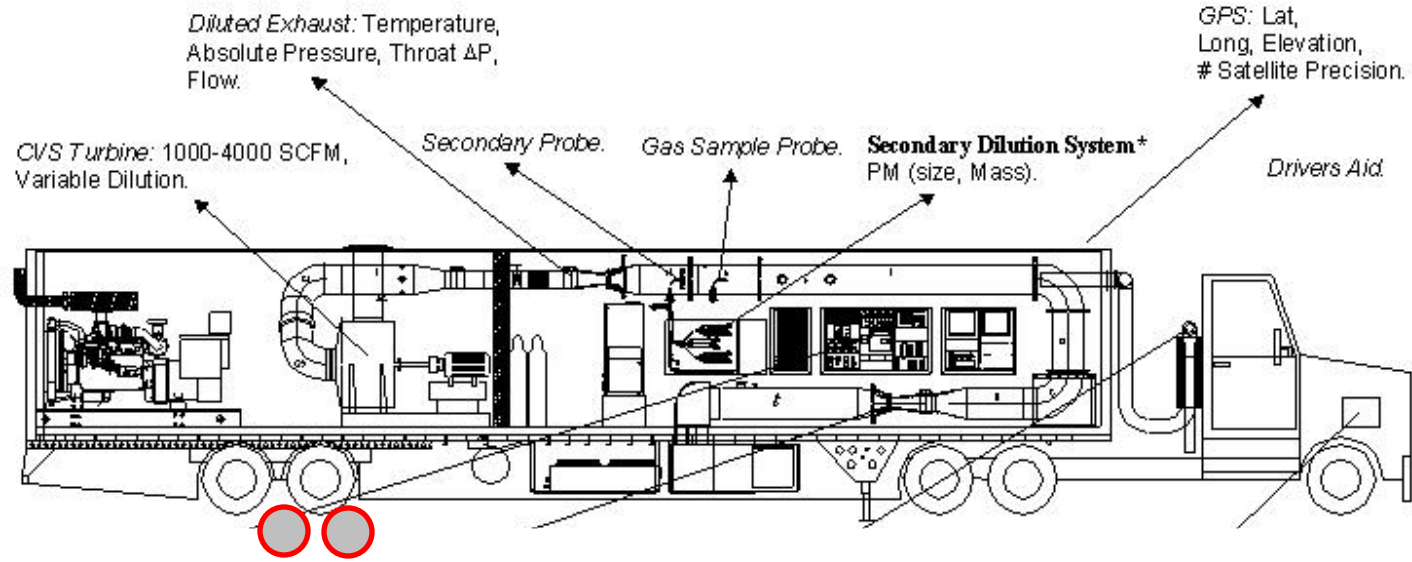 Diluted Exhaust: Temperature,
Absolute Pressure, Throat ΔP,
Flow.
GPS: Lat,
Long, Elevation,
# Satellite Precision.
CVS Turbine: 1000-4000 SCFM,
Variable Dilution.
Secondary Probe.
Gas Sample Probe.
Secondary Dilution System*
PM (size, Mass).
Drivers Aid.
t